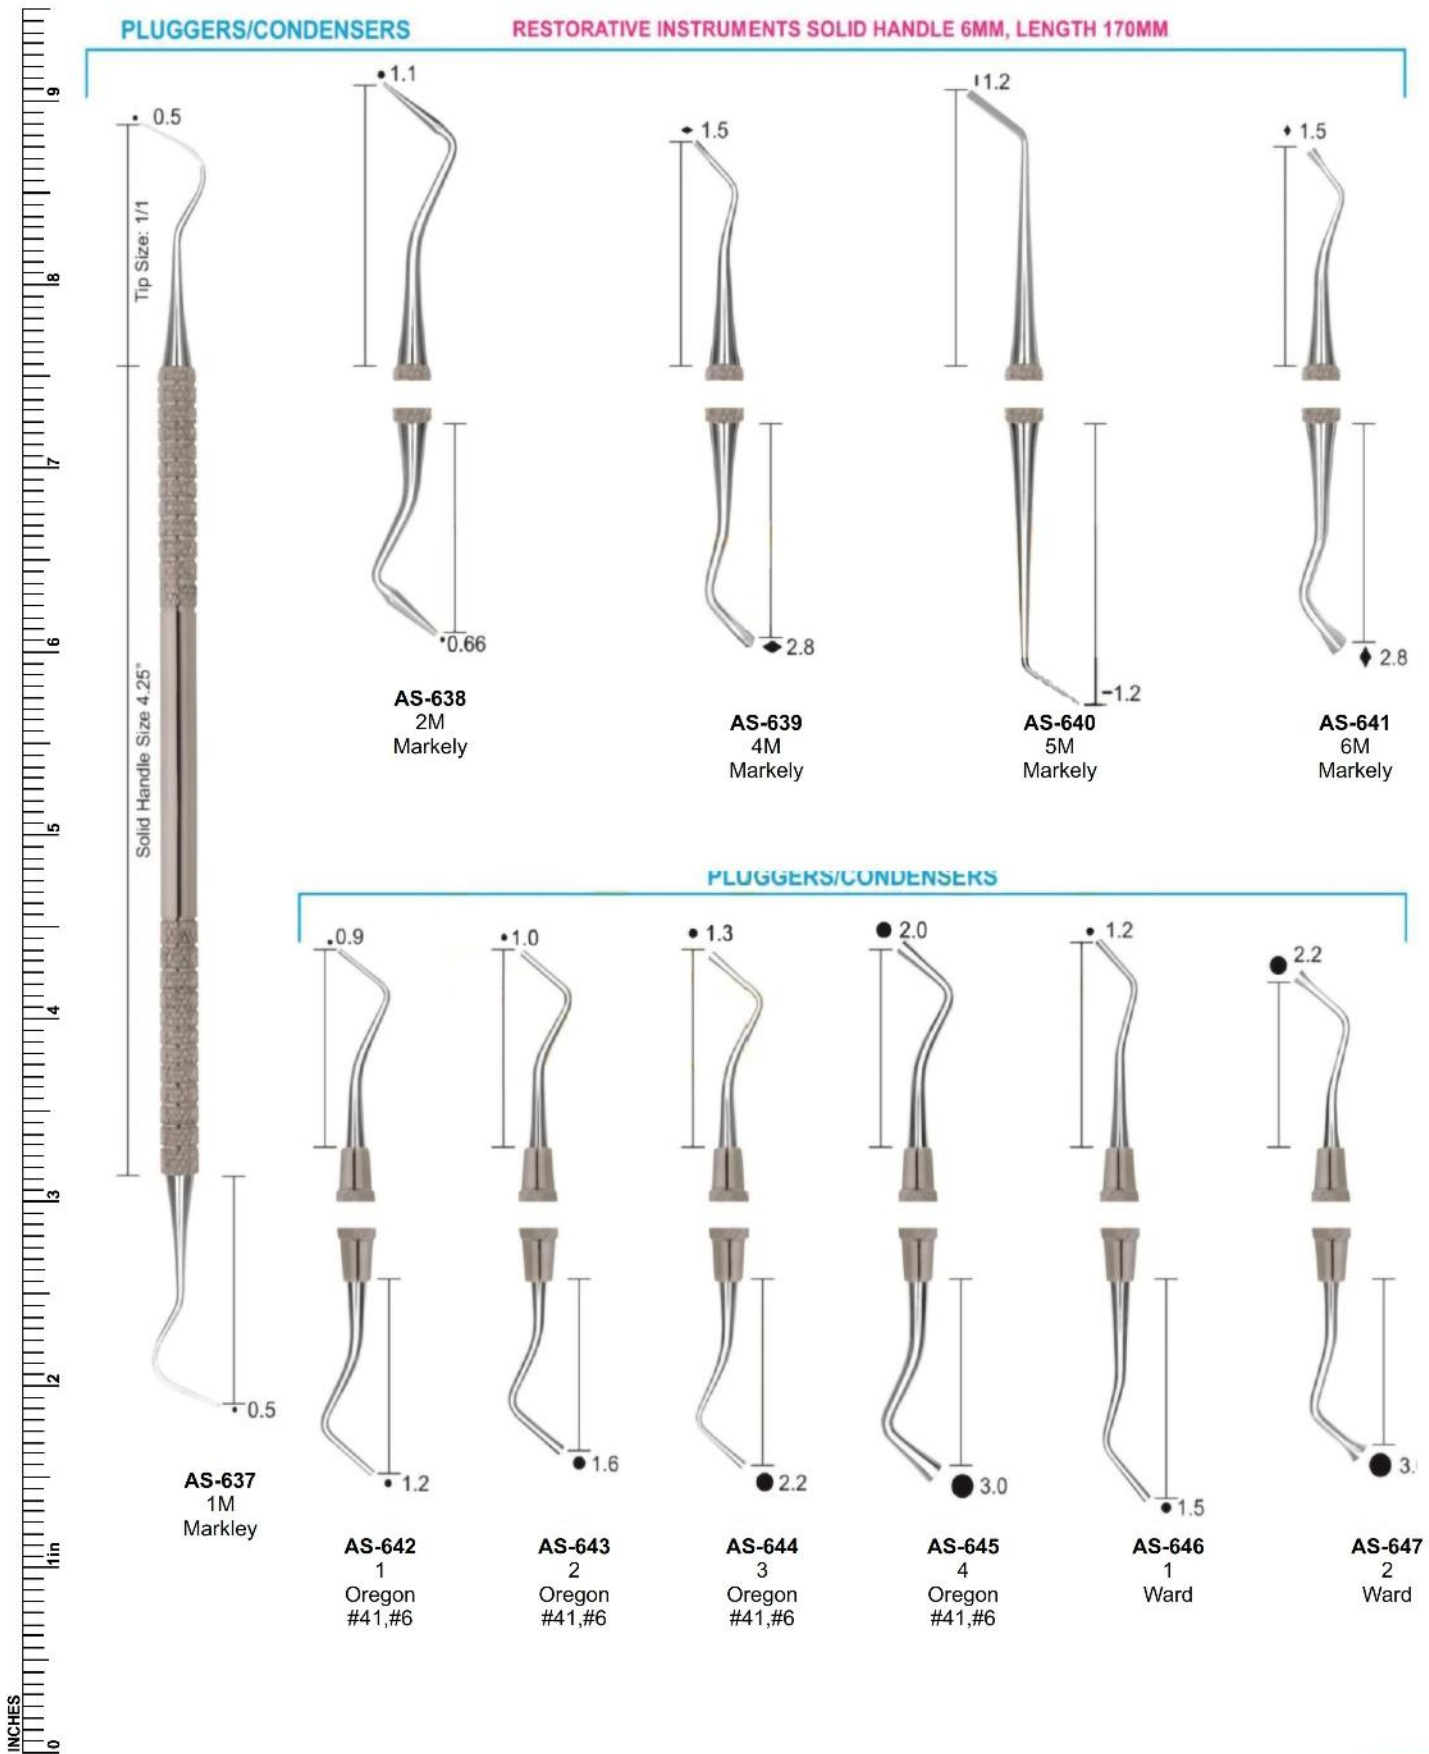 PLUGGERS/CONDENSERS
RESTORATIVE INSTRUMENTS SOLID HANDLE 6MM, LENGTH 170MM
0.5
1.1
1.5
1.2
1.5
Tip Size: 1/1
Solid Handle Size 4.25"
0.66
2.8
1.2
2.8
AS-638
2M
Markely
AS-639
4M
Markely
AS-640
5M
Markely
AS-641
6M
Markely
PLUGGERS/CONDENSERS
0.9
1.0
1.3
2.0
1.2
2.2
0.5
1.2
1.6
2.2
3.0
1.5
3.
AS-637
1M
Markley
AS-642
1
Oregon
#41,#6
AS-643
2
Oregon
#41,#6
AS-644
3
Oregon
#41,#6
AS-645
4
Oregon
#41,#6
AS-646
1
Ward
AS-647
2
Ward
9
8
7
6
5
4
3
2
1in
0
INCHES